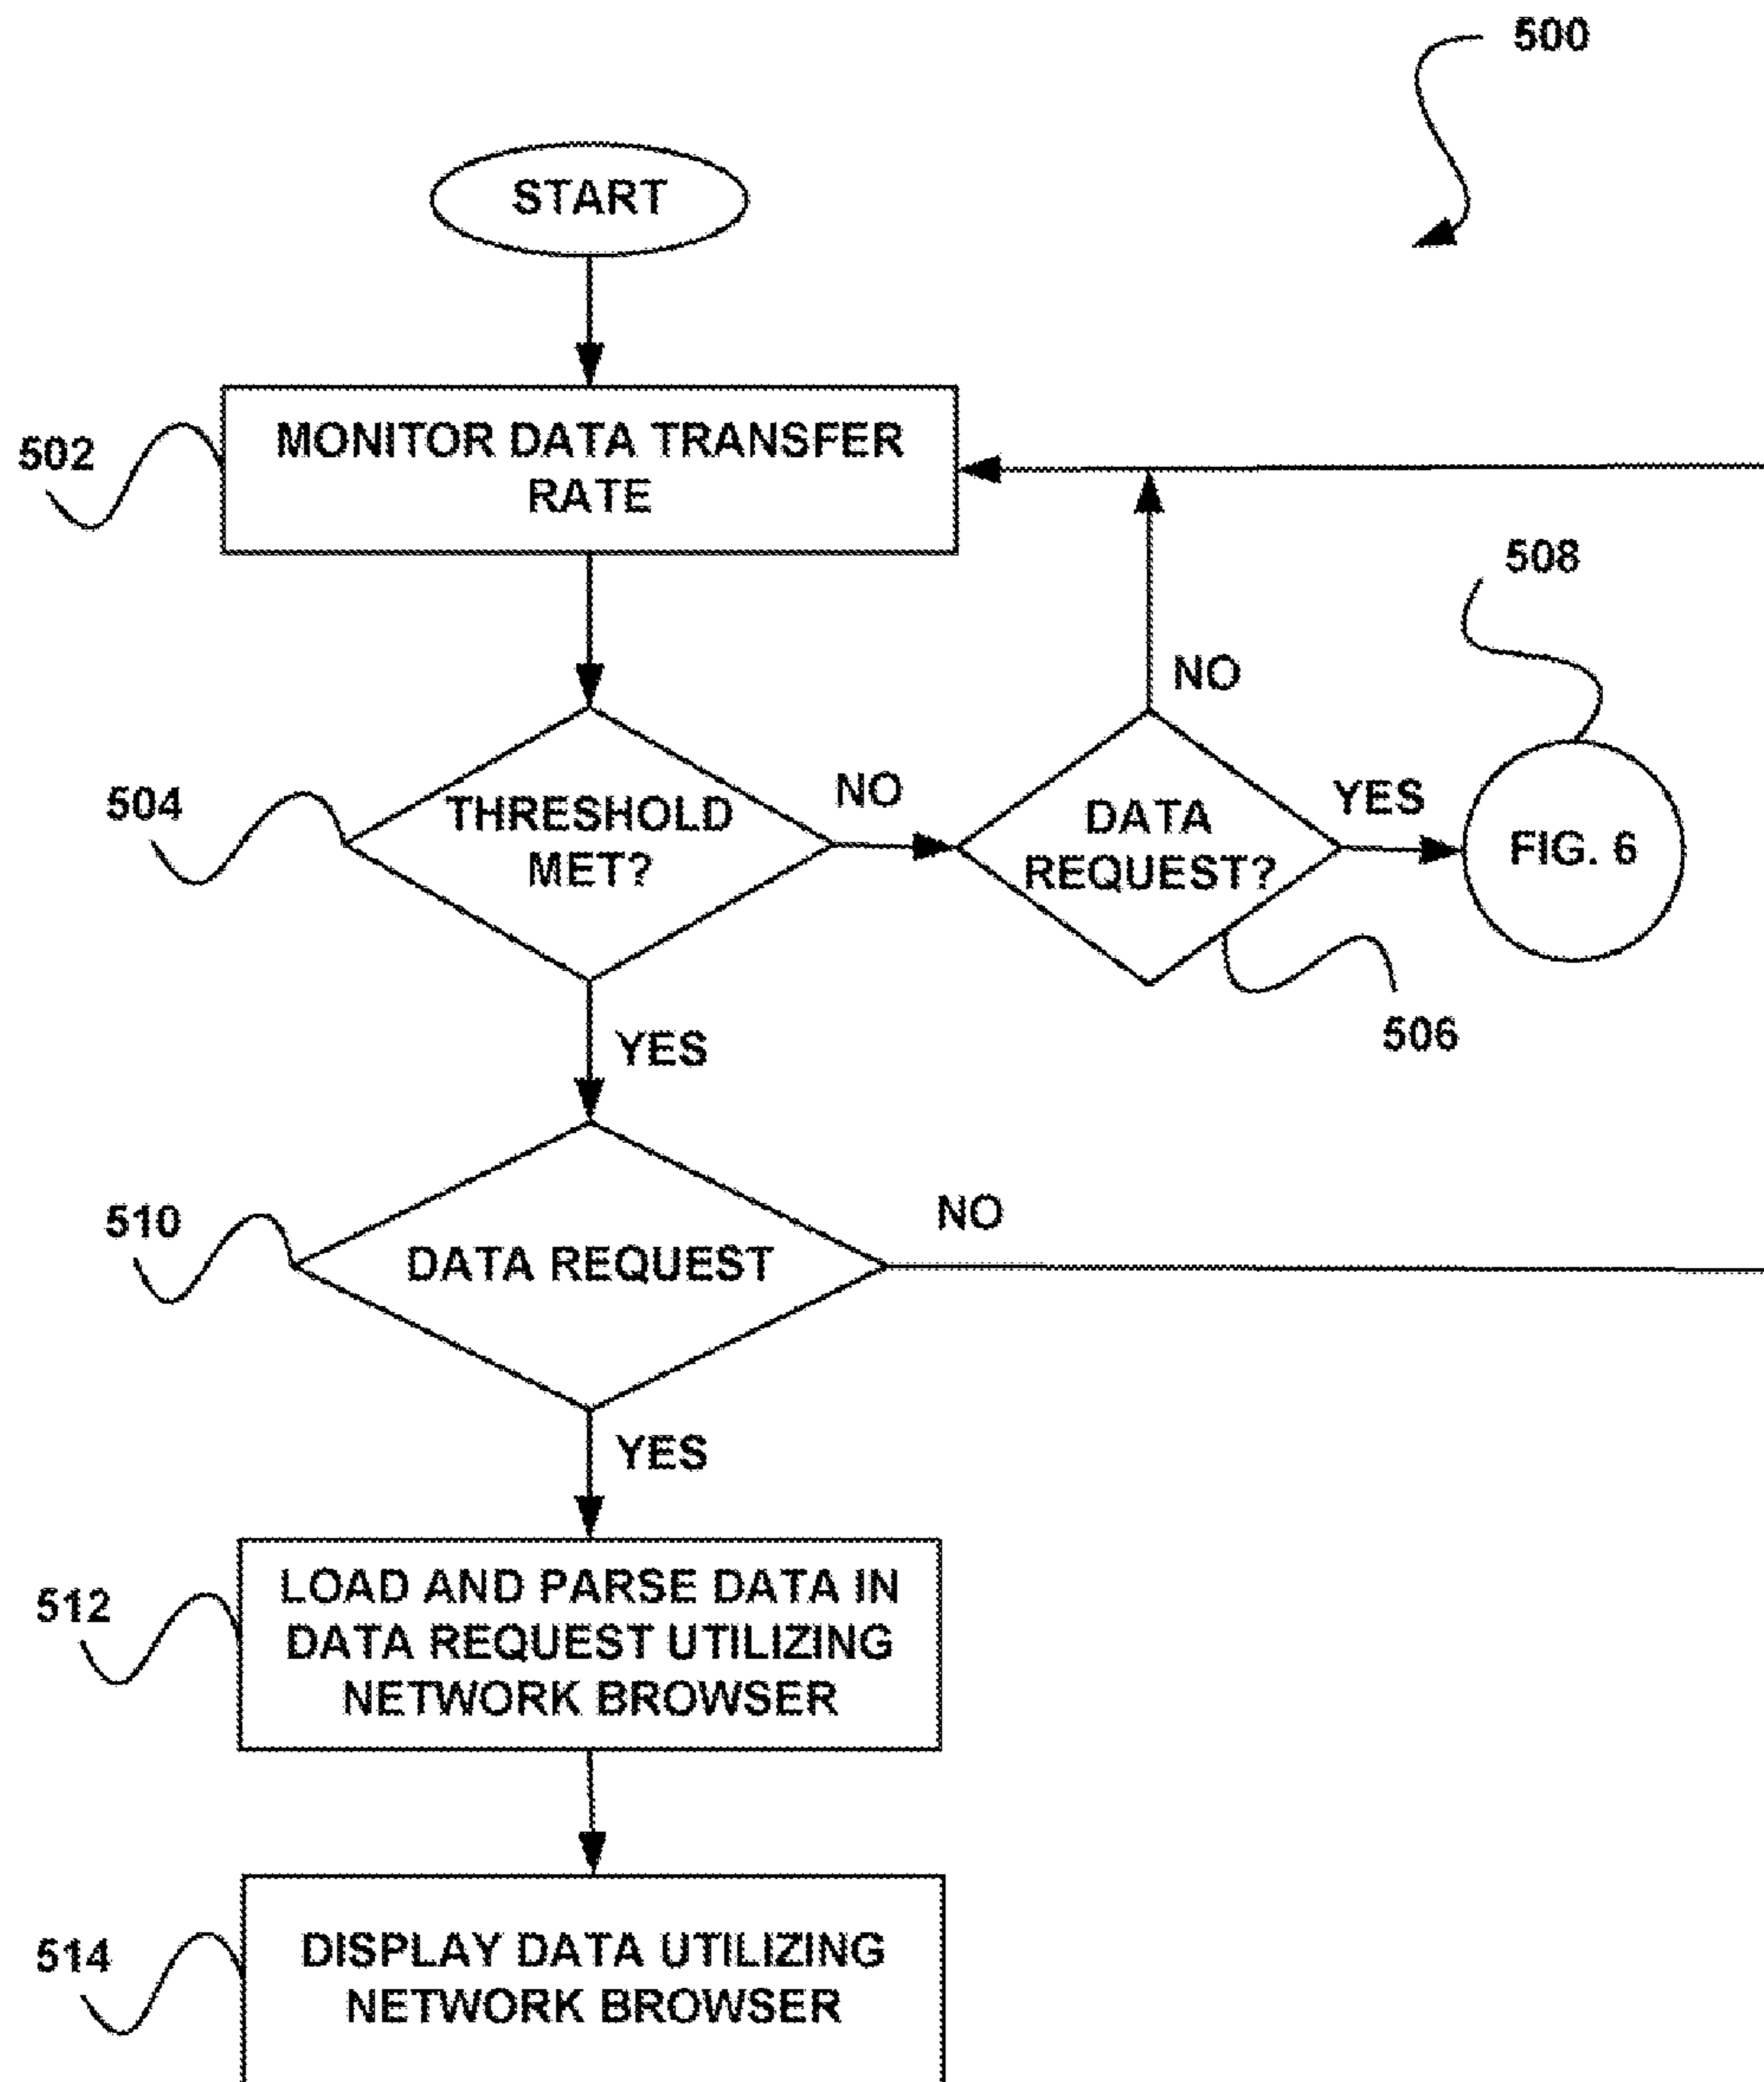 500
START
502
MONITOR DATA TRANSFER
RATE
508
NO
504
THRESHOLD
MET?
NO
DATA
REQUEST?
YES
FIG. 6
506
YES
510
DATA REQUEST
NO
YES
512
LOAD AND PARSE DATA IN
DATA REQUEST UTILIZING
NETWORK BROWSER
514
DISPLAY DATA UTILIZING
NETWORK BROWSER